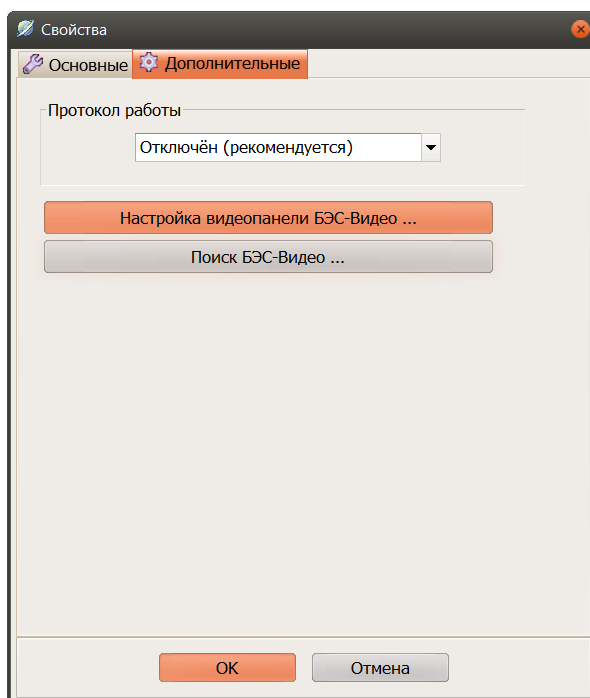 Свойства
Основные
Дополнительные
Протокол работы
Отключён (рекомендуется)
Настройка видеопанели БЭС-Видео ...
Поиск БЭС-Видео ...
OK
Отмена